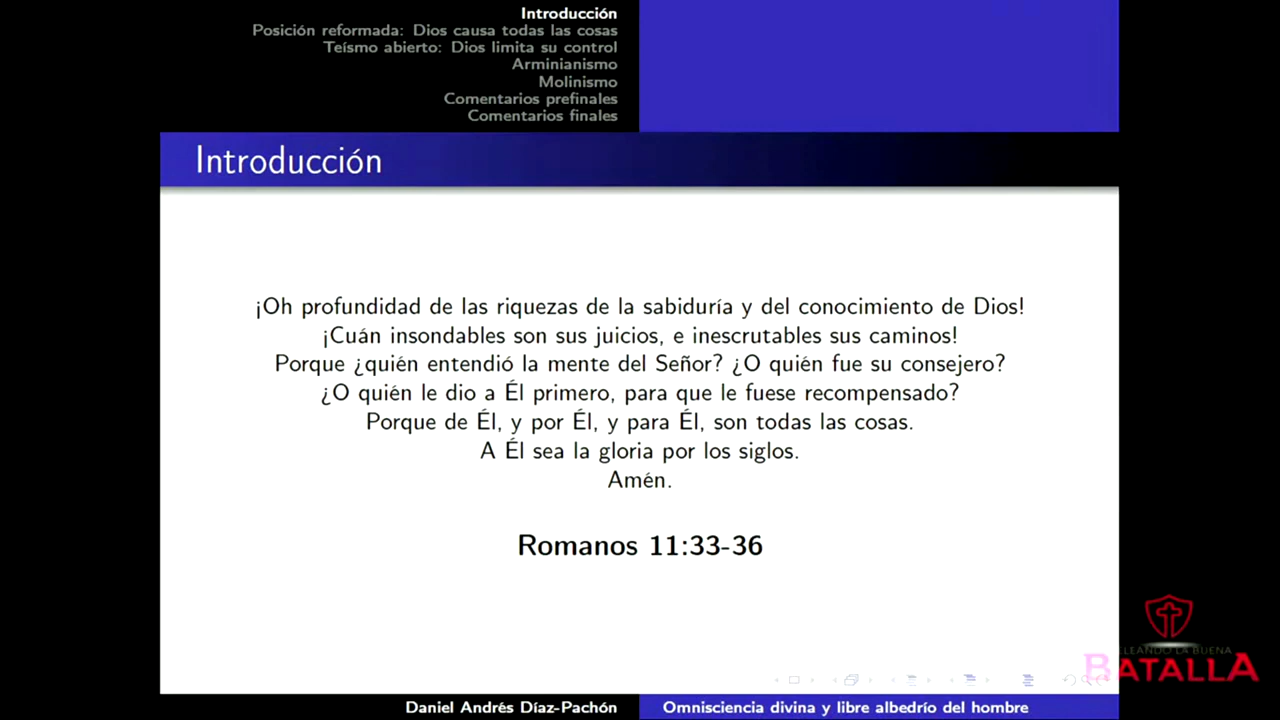 Introducción
Posición reformada: Dios causa todas las cosas
Teísmo abierto: Dios limita su control
Arminianismo
Molinismo
Comentarios prefinales
Comentarios finales
Introducción
¡Oh profundidad de las riquezas de la sabiduría y del conocimiento de Dios!
¡Cuán insondables son sus juicios, e inescrutables sus caminos!
Porque ¿quién entendió la mente del Señor? ¿O quién fue su consejero?
¿O quién le dio a Él primero, para que le fuese recompensado?
Porque de Él, y por Él, y para Él, son todas las cosas.
A Él sea la gloria por los siglos.
Amén.
Romanos 11:33-36
LA BUENA
BATALLA
Daniel Andrés Díaz-Pachón Omnisciencia divina y libre albedrío del hombre